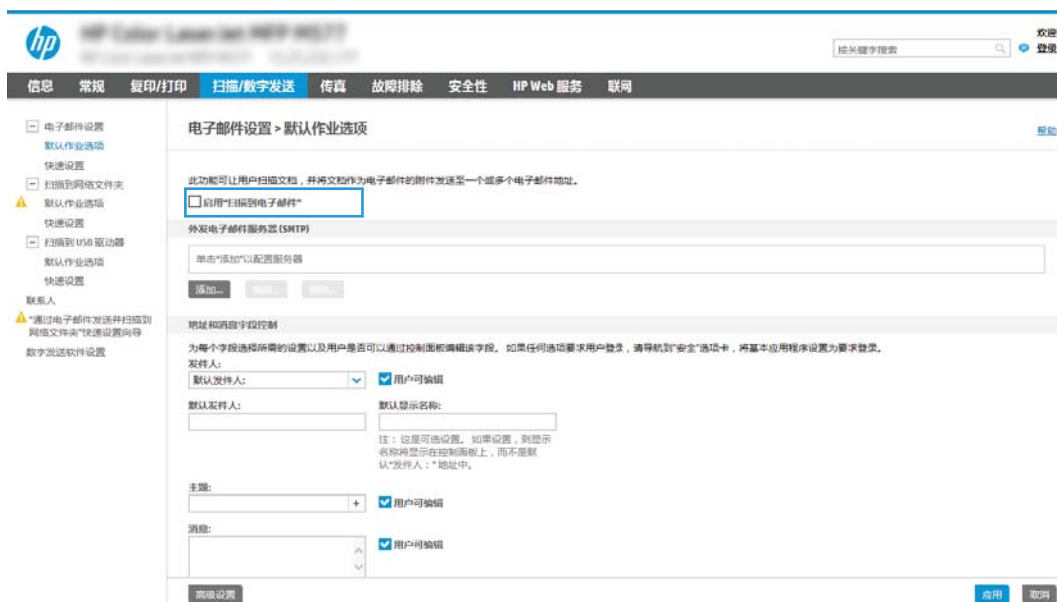 hp
欢迎
按关键字搜索
登录
信息 常规 复印/打印 扫描/数字发送 传真 故障排除 安全性 HP Web 服务 联网
电子邮件设置
默认作业选项
快速设置
扫描到网络文件夹
默认作业选项
快速设置
扫描到 USB 驱动器
默认作业选项
快速设置
联系人
"通过电子邮件发送并扫描到
网络文件夹"快速设置向导
数字发送软件设置
电子邮件设置 > 默认作业选项
帮助
此功能可让用户扫描文档，并将文档作为电子邮件的附件发送至一个或多个电子邮件地址。
启用"扫描到电子邮件"
外发电子邮件服务器 (SMTP)
单击"添加"以配置服务器
添加...
地址和消息字段控制
为每个字段选择所需的设置以及用户是否可以通过控制面板编辑该字段。 如果任何选项要求用户登录，请导航到"安全"选项卡，将基本应用程序设置为要求登录。
发件人:
默认发件人: 用户可编辑
默认发件人: 默认显示名称:
注：这是可选设置。 如果设置，则显示
名称将显示在控制面板上，而不是默
认"发件人："地址中。
主题:
+ 用户可编辑
消息:
用户可编辑
高级设置 应用 取消